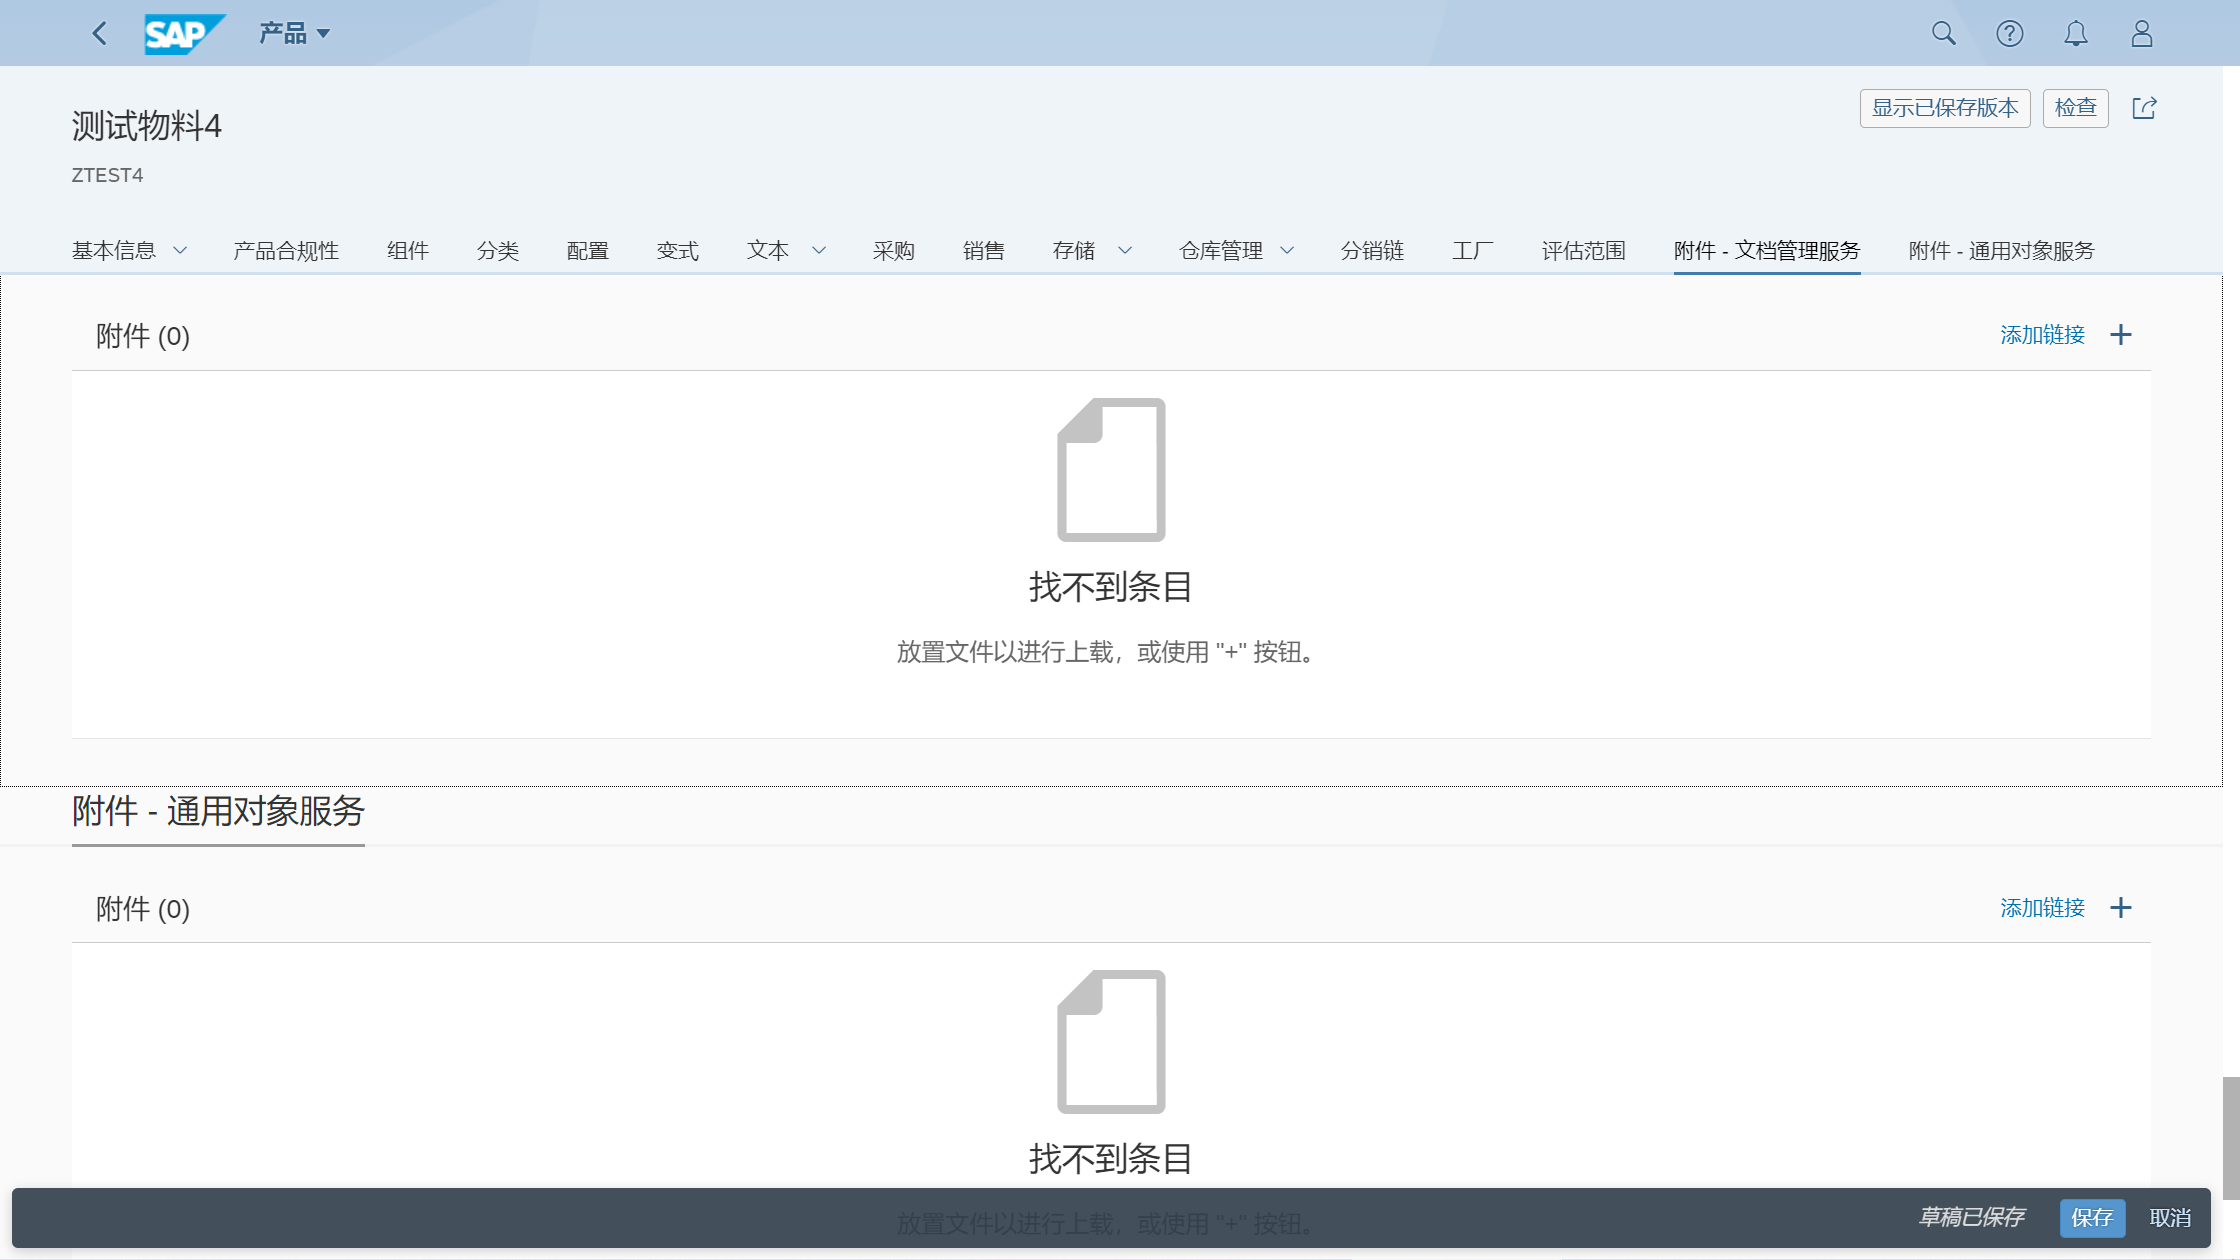 SAP 产品
显示已保存版本 检查
测试物料4
ZTEST4
基本信息 产品合规性 组件 分类 配置 变式 文本 采购 销售 存储 仓库管理 分销链 工厂 评估范围 附件 - 文档管理服务 附件 - 通用对象服务
附件 (0) 添加链接
找不到条目
放置文件以进行上载，或使用 "+" 按钮。
附件 - 通用对象服务
附件 (0) 添加链接
找不到条目
放置文件以进行上载，或使用 "+" 按钮。
草稿已保存 保存 取消